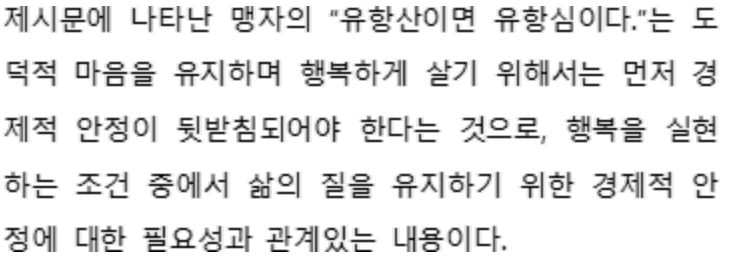 제시문에 나타난 맹자의 “유항산이면 유항심이다.”는 도
덕적 마음을 유지하며 행복하게 살기 위해서는 먼저 경
제적 안정이 뒷받침되어야 한다는 것으로, 행복을 실현
하는 조건 중에서 삶의 질을 유지하기 위한 경제적 안
정에 대한 필요성과 관계있는 내용이다.